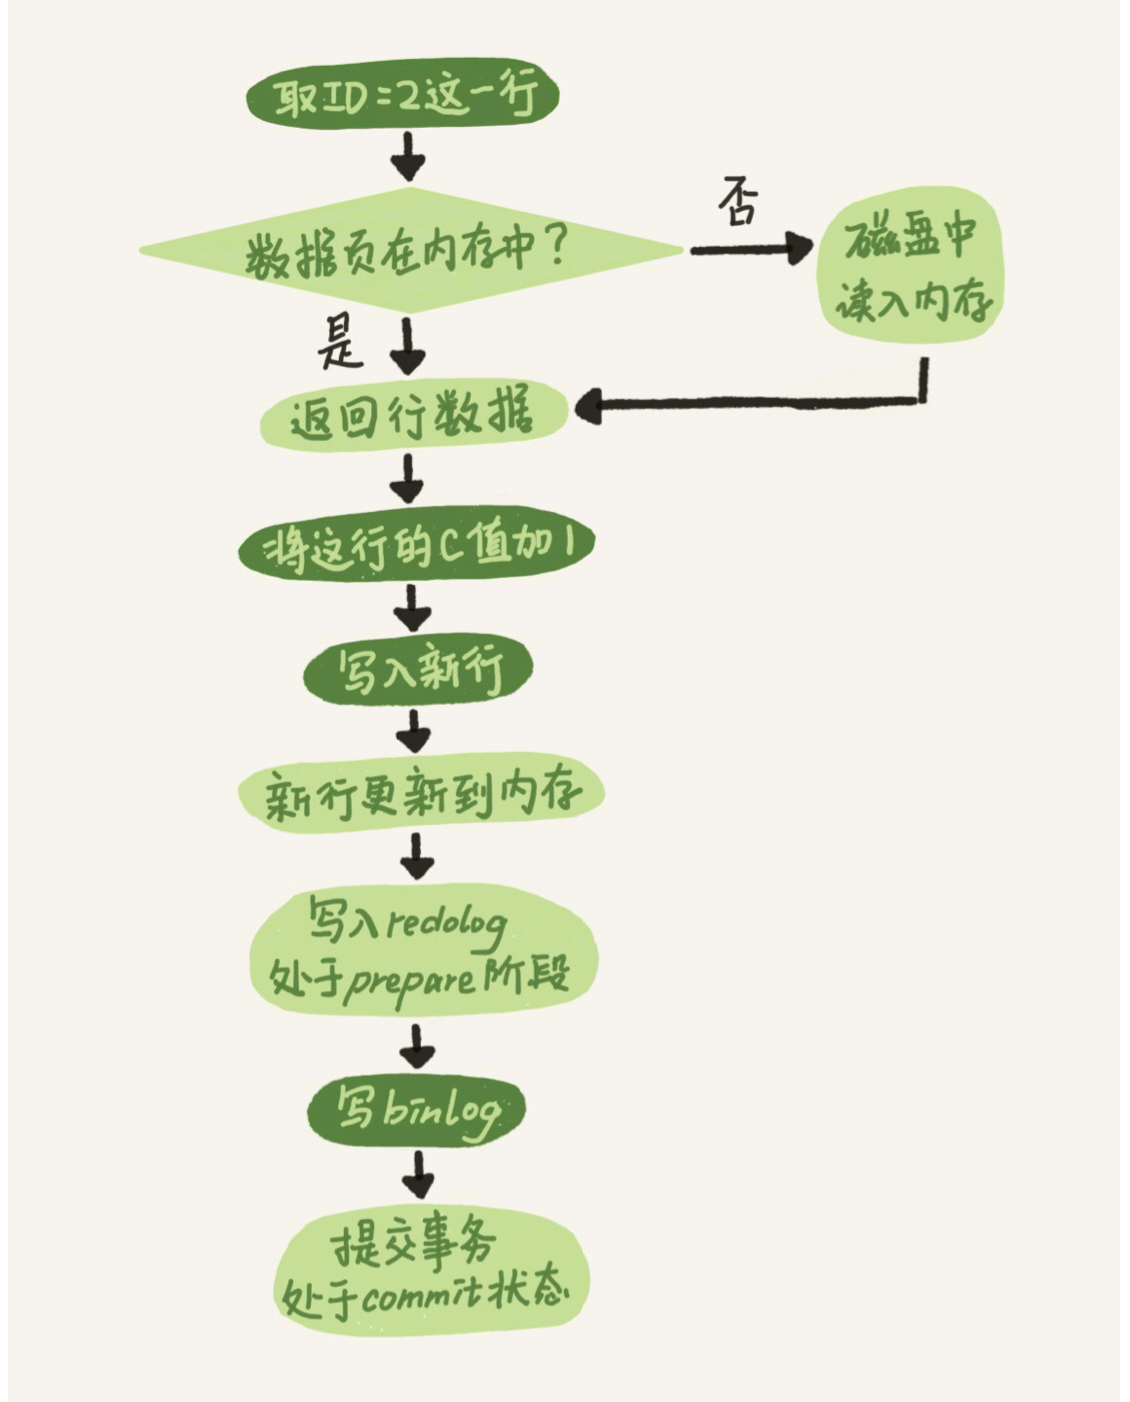 取ID=2这一行
数据页在内存中？
否
磁盘中
读入内存
是
返回行数据
将这行的C值加1
写入新行
新行更新到内存
写入redolog
处于prepare阶段
写binlog
提交事务
处于commit状态